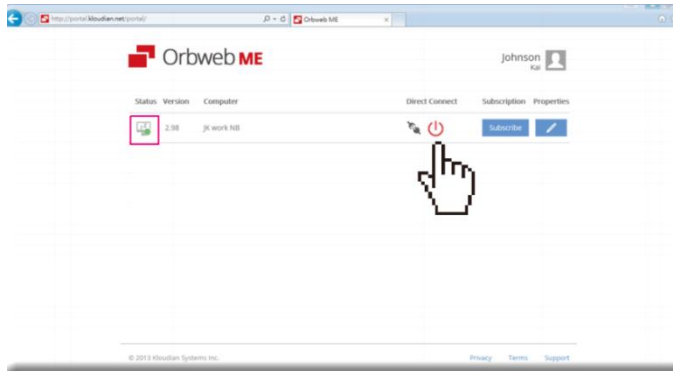 http://portal.kloudian.net/portal/
Orbweb ME
Orbweb ME
Johnson
Kai
Status Version Computer Direct Connect Subscription Properties
2.98 JK work NB Subscribe
© 2013 Kloudian Systems Inc. Privacy Terms Support